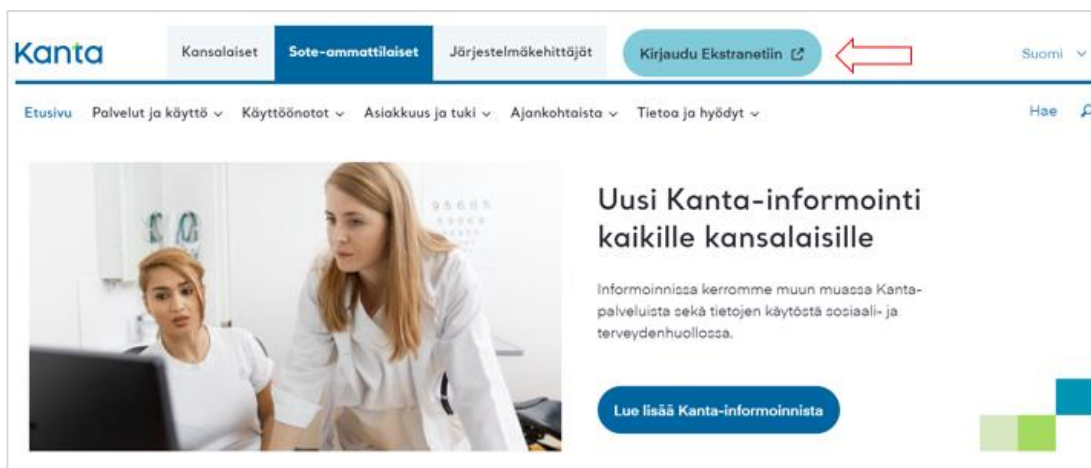 Kanta
Kansalaiset
Sote-ammattilaiset
Järjestelmäkehittäjät
Kirjaudu Ekstranetiin
Suomi
Etusivu
Palvelut ja käyttö
Käyttöönotot
Asiakkuus ja tuki
Ajankohtaista
Tietoa ja hyödyt
Hae
95685
Uusi Kanta-informointi
kaikille kansalaisille
Informoinnissa kerromme muun muassa Kanta-
palveluista sekä tietojen käytöstä sosiaali- ja
terveydenhuollossa.
Lue lisää Kanta-informoinnista